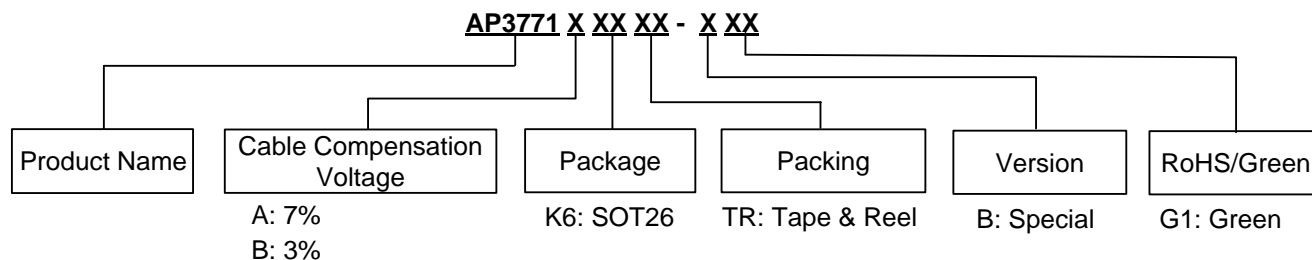 AP3771 X XX XX - X XX
Product Name
Cable Compensation
Voltage
Package
Packing
Version
RoHS/Green
A: 7%
B: 3%
K6: SOT26
TR: Tape & Reel
B: Special
G1: Green